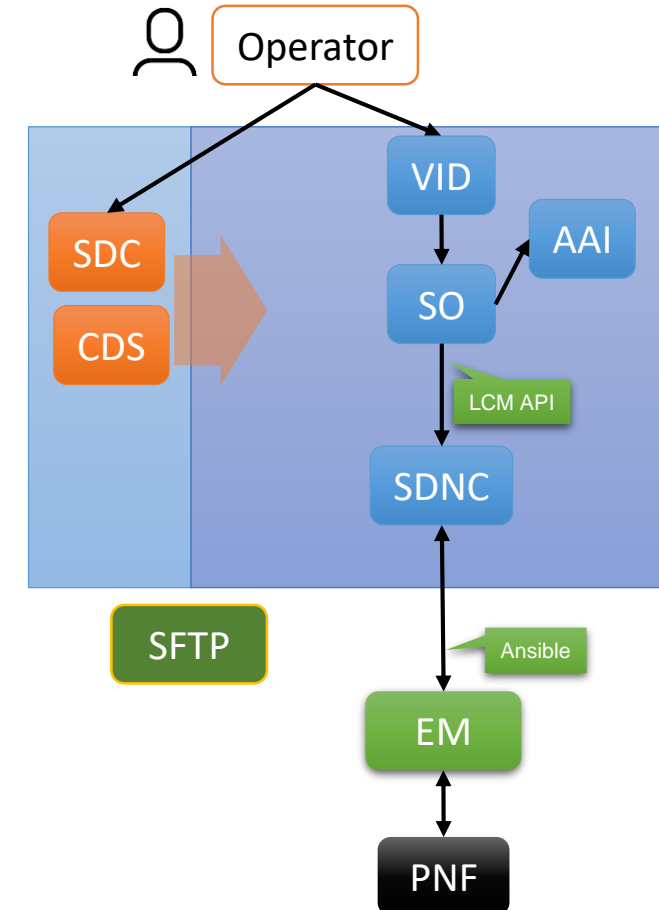 Operator
VID
SDC
AAI
SO
CDS
LCM API
SDNC
SFTP
Ansible
EM
PNF